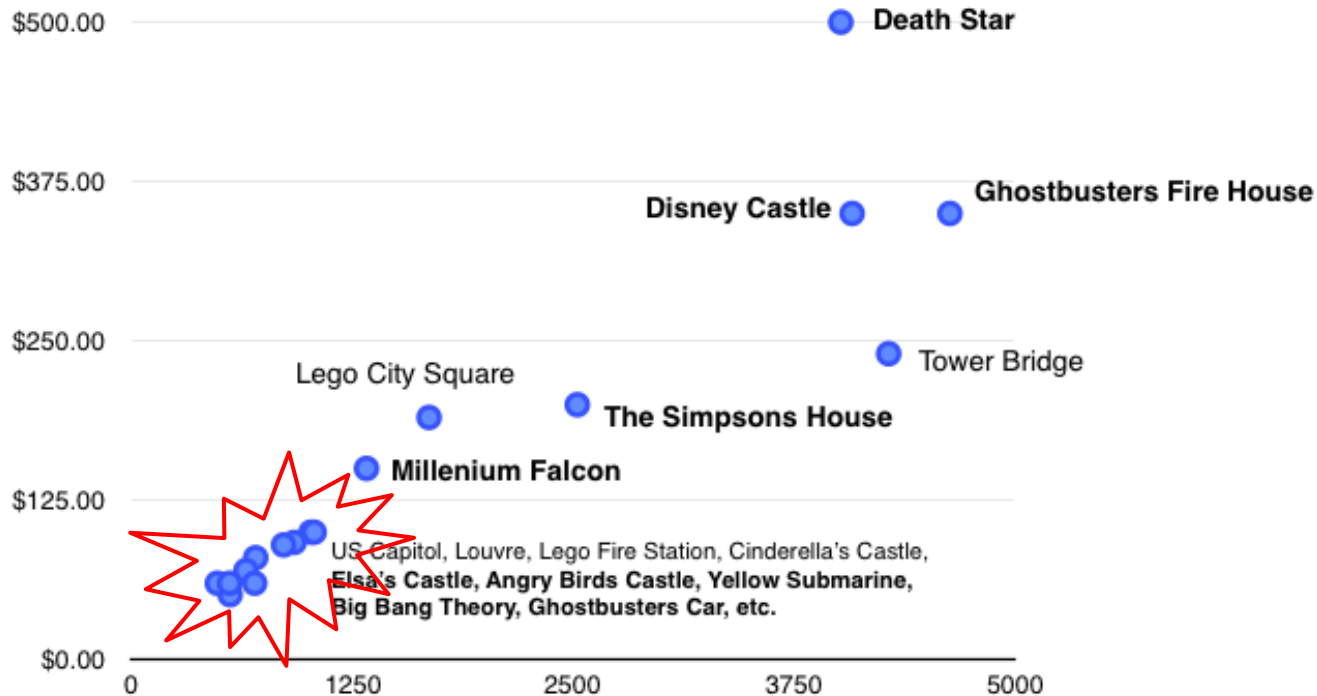 $500.00
Death Star
$375.00
Ghostbusters Fire House
Disney Castle
$250.00
Tower Bridge
Lego City Square
The Simpsons House
Millenium Falcon
$125.00
US Capitol, Louvre, Lego Fire Station, Cinderella's Castle,
Elsa's Castle, Angry Birds Castle, Yellow Submarine,
Big Bang Theory, Ghostbusters Car, etc.
$0.00
0 1250 2500 3750 5000